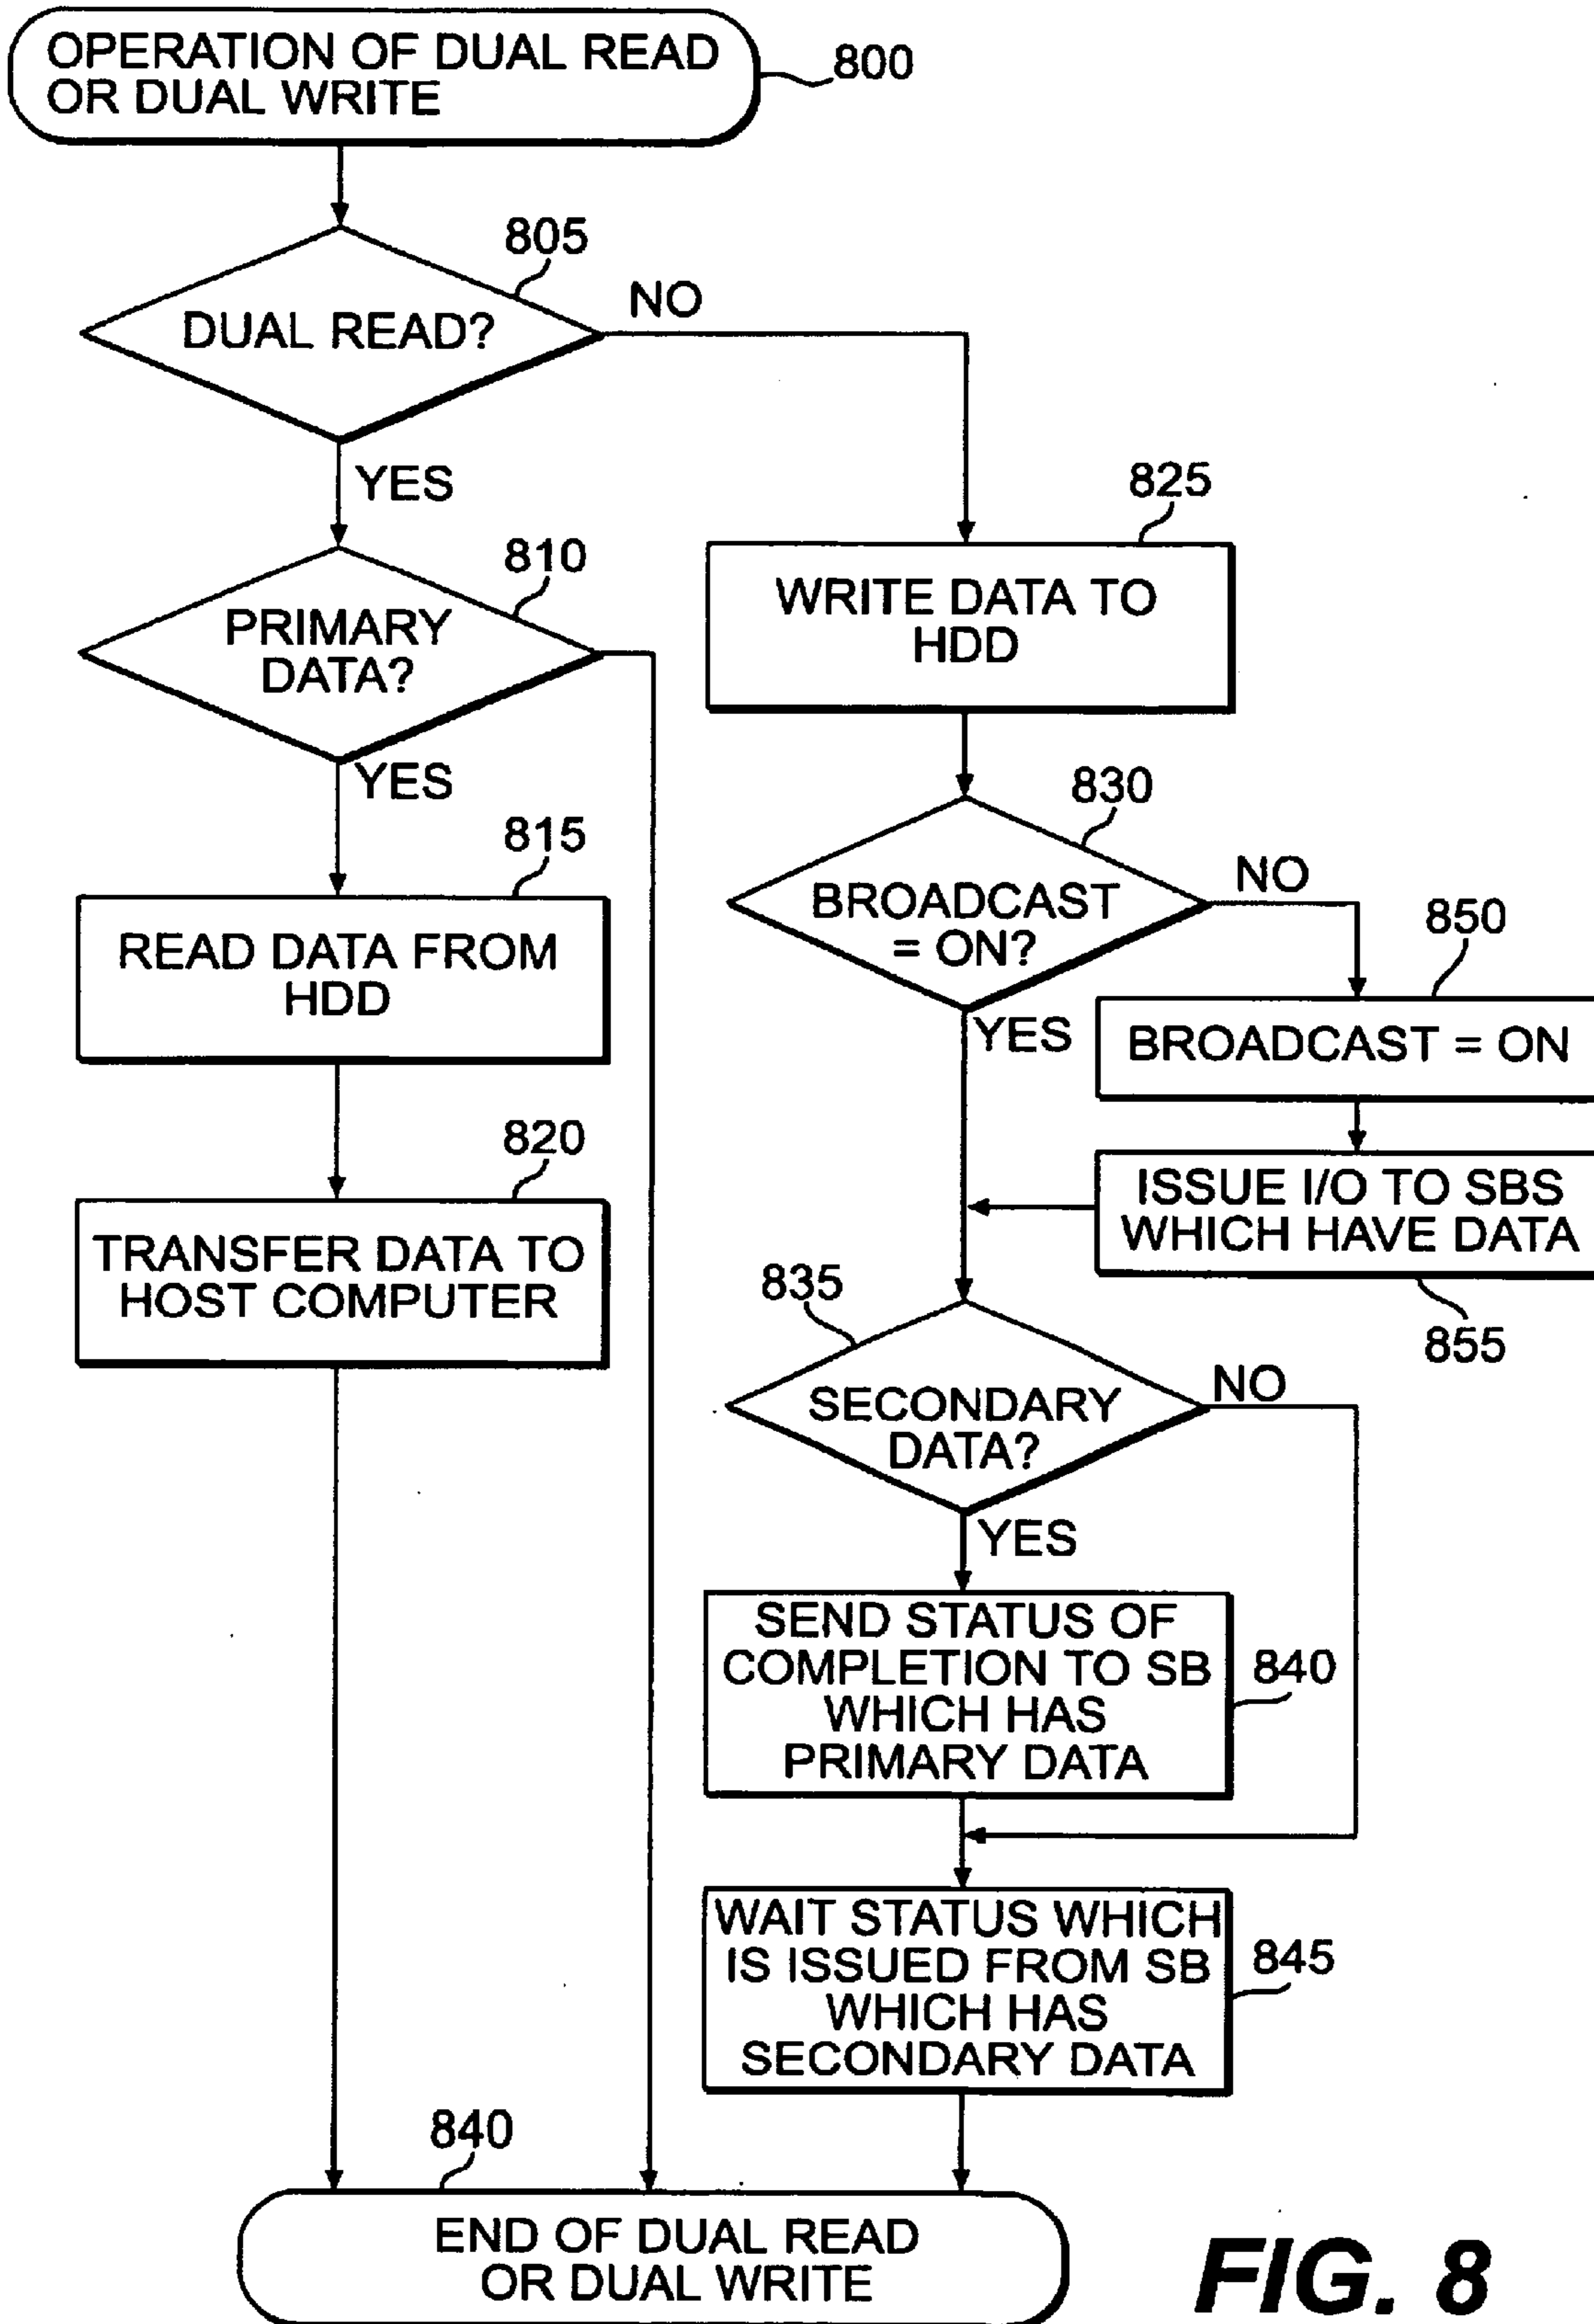 OPERATION OF DUAL READ
OR DUAL WRITE
800
805
DUAL READ?
NO
YES
825
810
PRIMARY
DATA?
WRITE DATA TO
HDD
YES
830
815
BROADCAST
= ON?
NO
850
READ DATA FROM
HDD
YES
BROADCAST = ON
820
ISSUE I/O TO SBS
WHICH HAVE DATA
TRANSFER DATA TO
HOST COMPUTER
835
855
SECONDARY
DATA?
NO
YES
SEND STATUS OF
COMPLETION TO SB
WHICH HAS
PRIMARY DATA
840
WAIT STATUS WHICH
IS ISSUED FROM SB
WHICH HAS
SECONDARY DATA
845
840
END OF DUAL READ
OR DUAL WRITE
FIG. 8